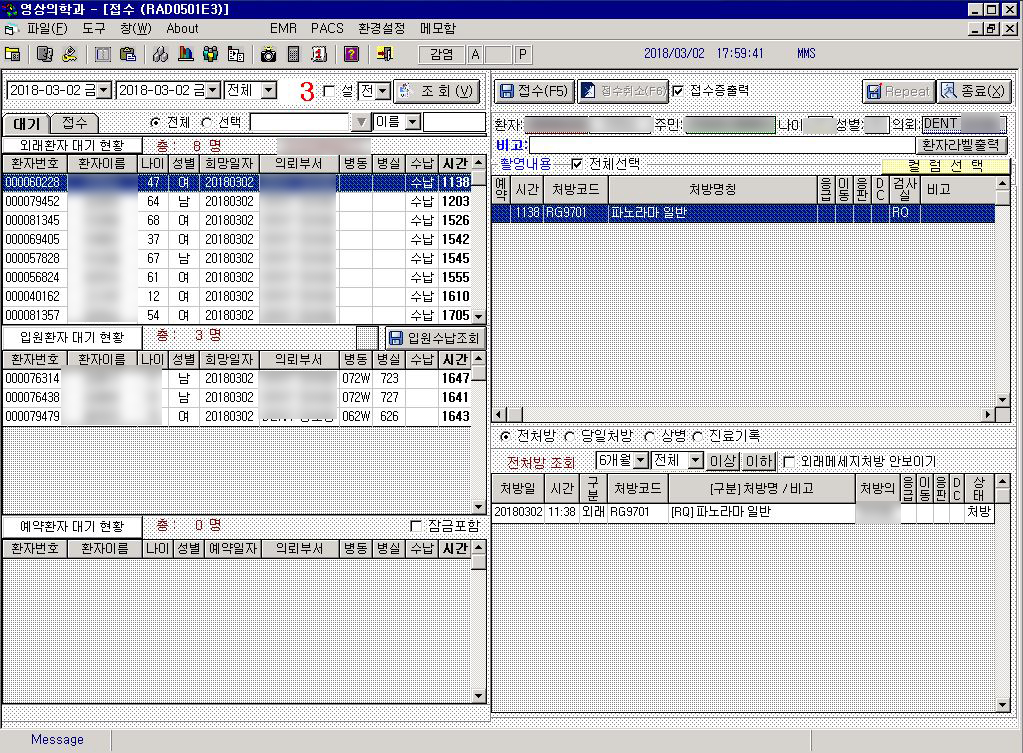 영상의학과 - [접수 (RAD0501E3)]
파일(F) 도구 창(W) About EMR PACS 환경설정 메모함
감염 A P 2018/03/02 17:59:41 MMS
2018-03-02 금 2018-03-02 금 전체 3 성 전 조 회 (V) 접수(F5) 접수취소(F6) 접수증출력 Repeat 종료(X)
대기 접수 전체 선택 이름
환자: 주민: 나이 성별: 의뢰: DENT
비고: 환자라벨출력
외래환자 대기 현황 총 : 8 명
환자번호 환자이름 나이 성별 희망일자 의뢰부서 병동 병실 수납 시간
000060228 47 여 20180302 수납 1138
000079452 64 남 20180302 수납 1203
000081345 68 여 20180302 수납 1526
000069405 37 여 20180302 수납 1542
000057828 67 남 20180302 수납 1545
000056824 61 여 20180302 수납 1555
000040162 12 여 20180302 수납 1610
000081357 54 여 20180302 수납 1705
입원환자 대기 현황 총 : 3 명 입원수납조회
환자번호 환자이름 나이 성별 희망일자 의뢰부서 병동 병실 수납 시간
000076314 남 20180302 072W 723 1647
000076438 남 20180302 072W 727 1641
000079479 여 20180302 062W 626 1643
예약환자 대기 현황 총 : 0 명 잠금포함
환자번호 환자이름 나이 성별 예약일자 의뢰부서 병동 병실 수납 시간
촬영내용 전체선택 컬 럼 선 택
예약 시간 처방코드 처방명칭 응급 이동 응판 DC 검사실 비고
1138 RG9701 파노라마 일반 RQ
전처방 당일처방 상병 진료기록
전처방 조회 6개월 전체 이상 이하 외래메세지처방 안보이기
처방일 시간 구분 처방코드 [구분]처방명 / 비고 처방의 응급 이동 응판 DC 상태
20180302 11:38 외래 RG9701 [RQ] 파노라마 일반 처방
Message